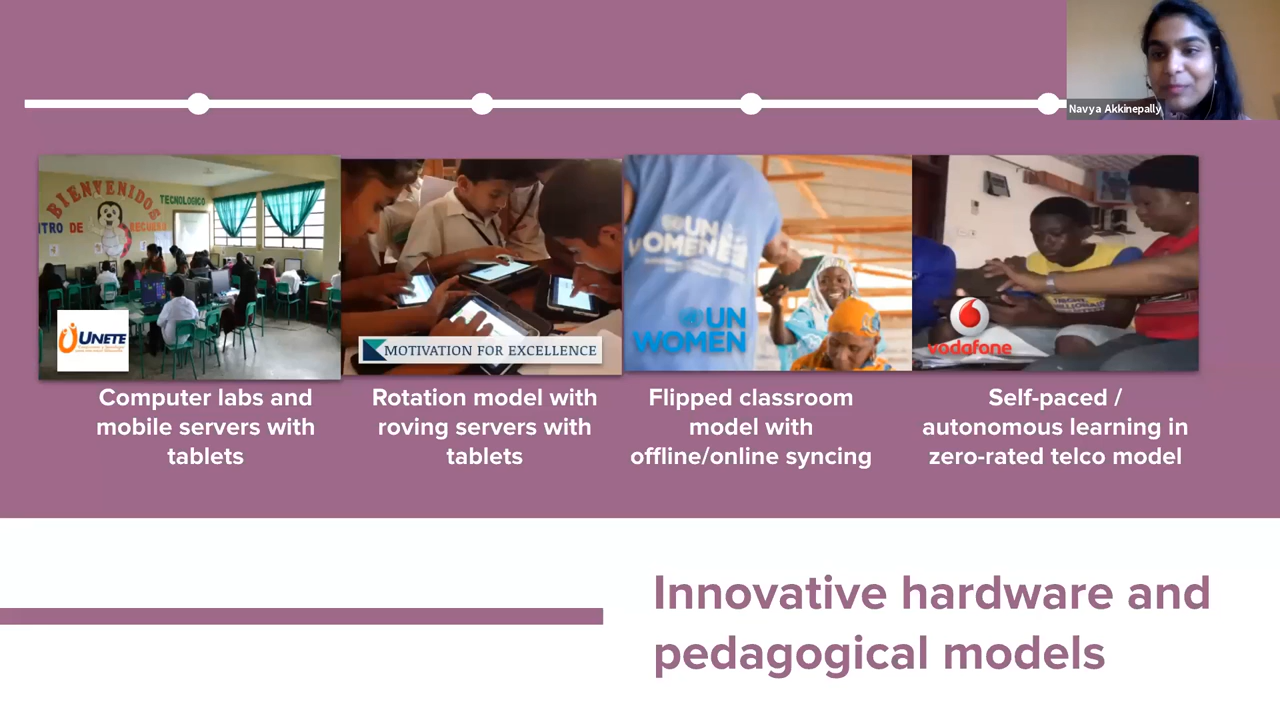 Navya Akkinepally
BIENVENIDOS
TECNOLOGICO
UNETE
MOTIVATION FOR EXCELLENCE
UN
WOMEN
UN
WOMEN
vodafone
Computer labs and
mobile servers with
tablets
Rotation model with
roving servers with
tablets
Flipped classroom
model with
offline/online syncing
Self-paced /
autonomous learning in
zero-rated telco model
Innovative hardware and
pedagogical models